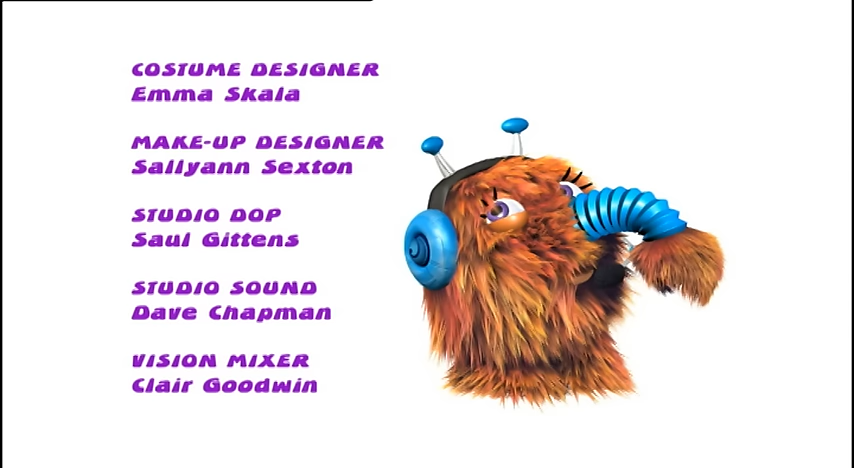 COSTUME DESIGNER
Emma Skala
MAKE-UP DESIGNER
Sallyann Sexton
STUDIO DOP
Saul Gittens
STUDIO SOUND
Dave Chapman
VISION MIXER
Clair Goodwin